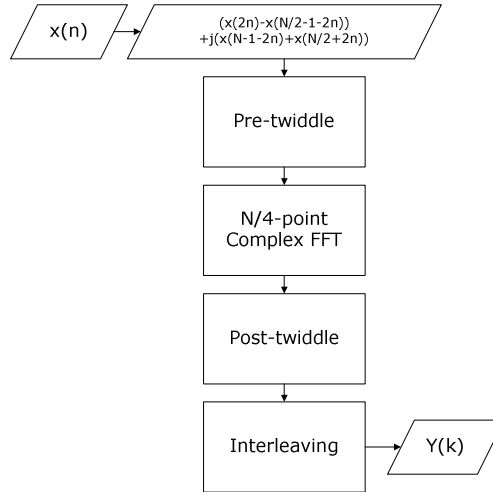 x(n)
(x(2n)-x(N/2-1-2n))
+j(x(N-1-2n)+x(N/2+2n))
Pre-twiddle
N/4-point
Complex FFT
Post-twiddle
Interleaving
Y(k)